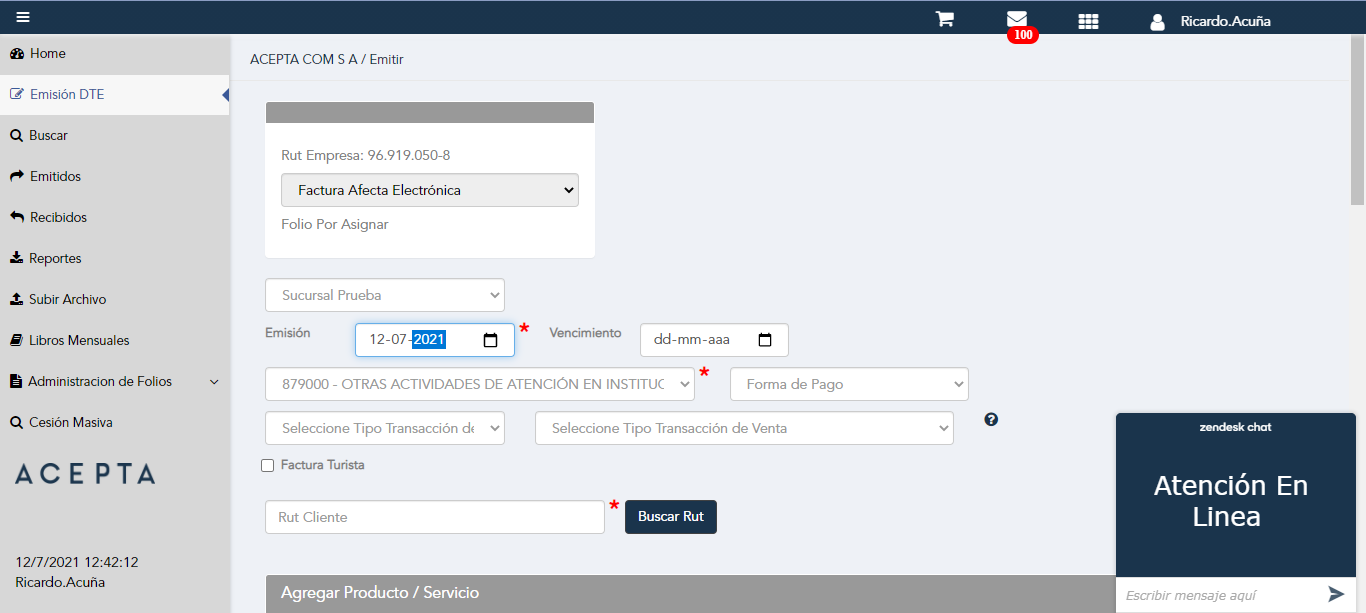 100
Ricardo.Acuña
Home
Emisión DTE
Buscar
Emitidos
Recibidos
Reportes
Subir Archivo
Libros Mensuales
Administracion de Folios
Cesión Masiva
ACEPTA
12/7/2021 12:42:12
Ricardo.Acuña
ACEPTA COM S A / Emitir
Rut Empresa: 96.919.050-8
Factura Afecta Electrónica
Folio Por Asignar
Sucursal Prueba
Emisión 12-07-2021 * Vencimiento dd-mm-aaa
879000 - OTRAS ACTIVIDADES DE ATENCIÓN EN INSTITUC * Forma de Pago
Seleccione Tipo Transacción de Seleccione Tipo Transacción de Venta ?
Factura Turista
Rut Cliente * Buscar Rut
Agregar Producto / Servicio
zendesk chat
Atención En
Linea
Escribir mensaje aquí